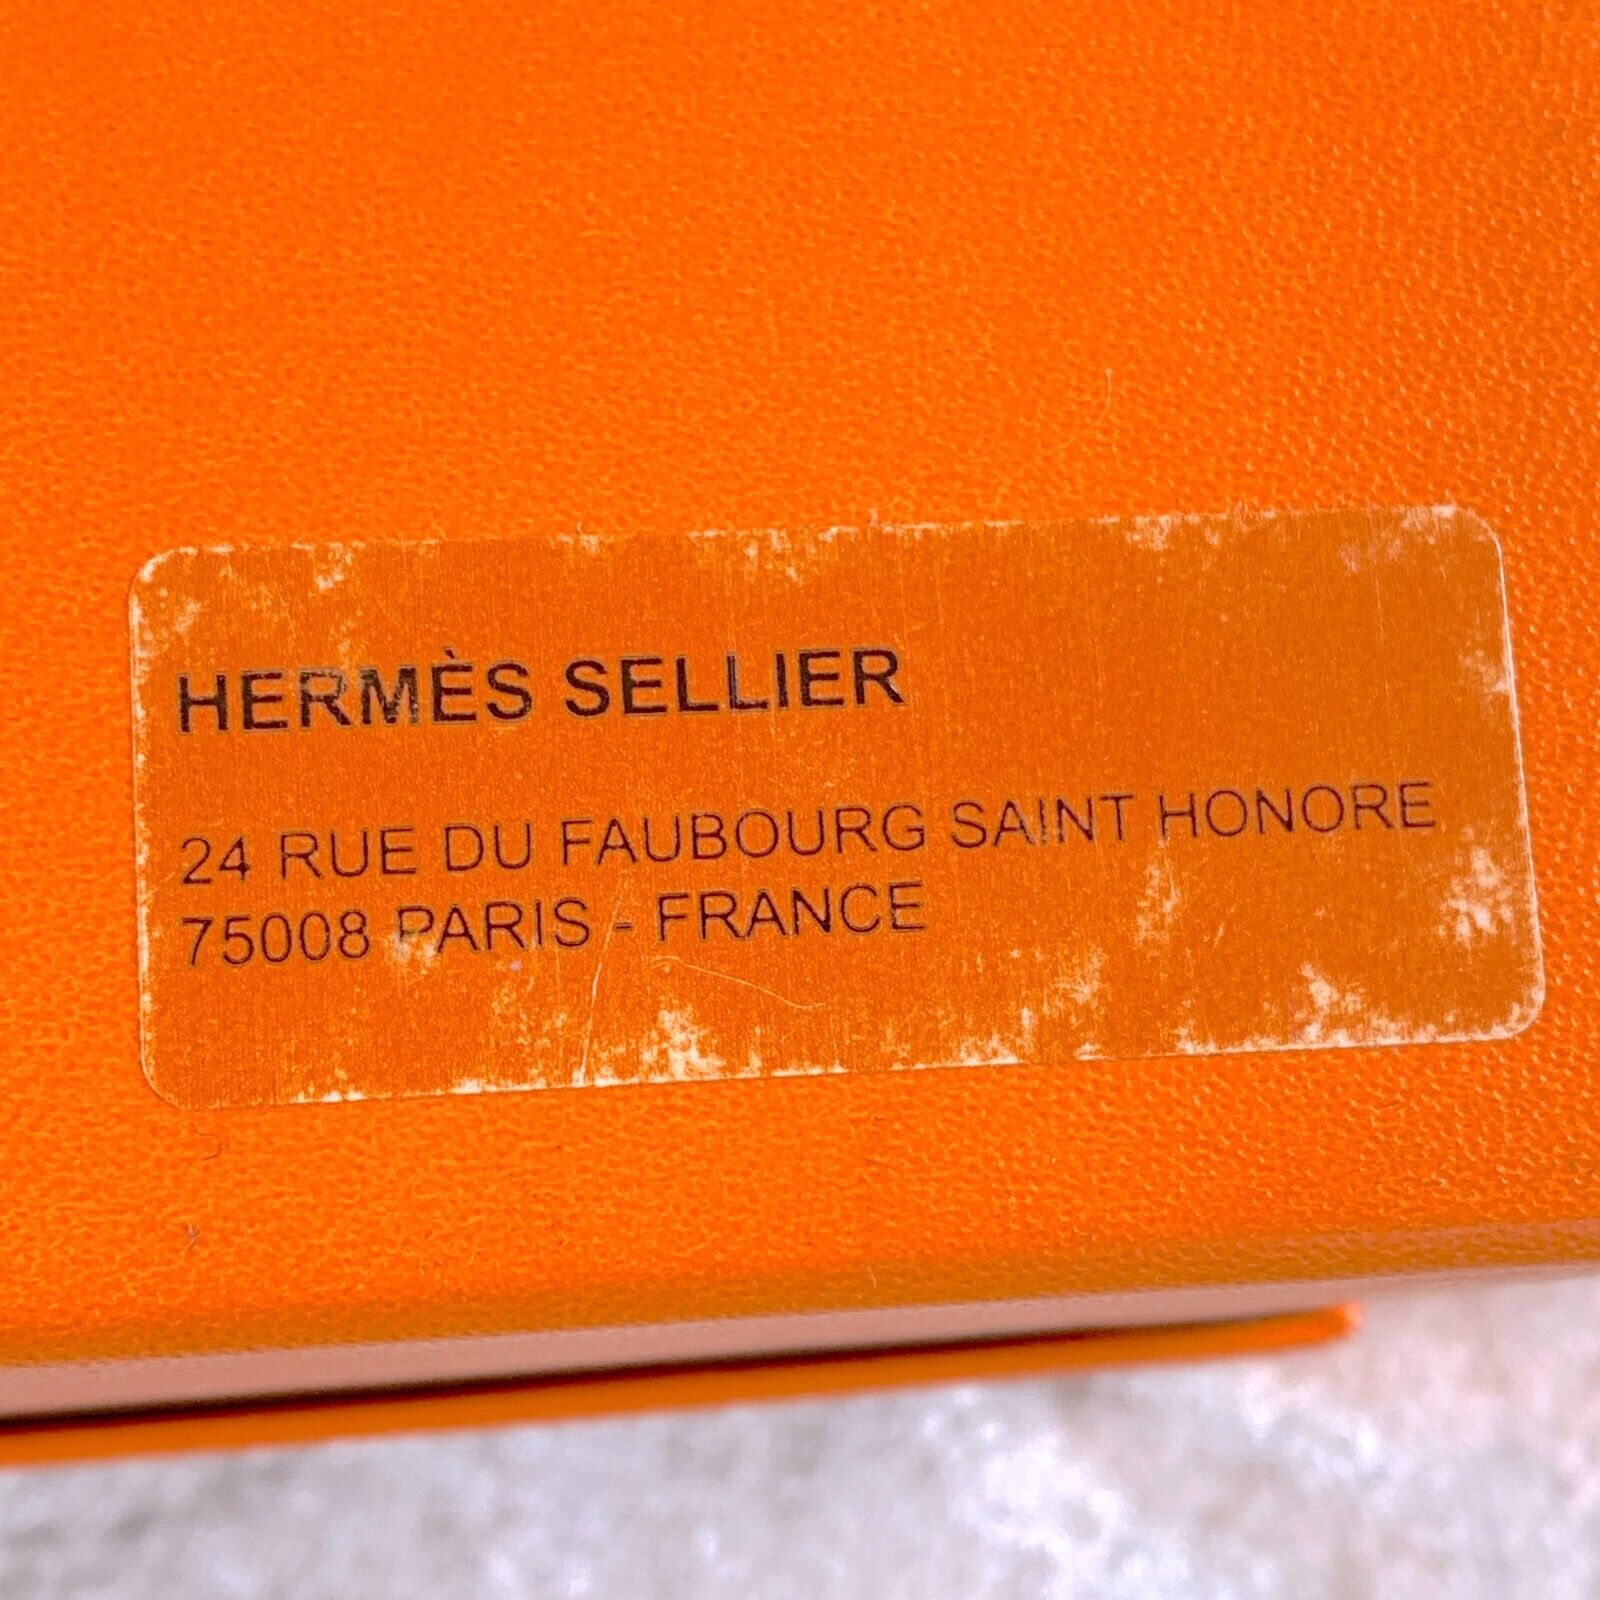 HERMÈS SELLIER
24 RUE DU FAUBOURG SAINT HONORE
75008 PARIS - FRANCE